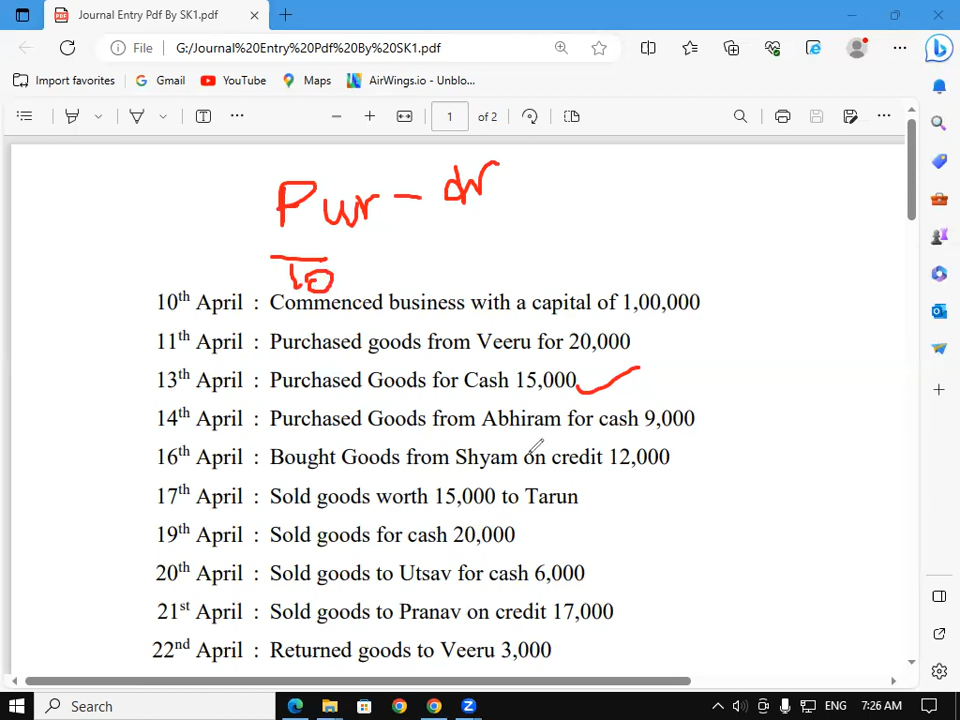 Journal Entry Pdf By SK1.pdf
File G:/Journal%20Entry%20Pdf%20By%20SK1.pdf
Import favorites Gmail YouTube Maps AirWings.io - Unblo...
1 of 2
Pur - dr
To
10th April : Commenced business with a capital of 1,00,000
11th April : Purchased goods from Veeru for 20,000
13th April : Purchased Goods for Cash 15,000
14th April : Purchased Goods from Abhiram for cash 9,000
16th April : Bought Goods from Shyam on credit 12,000
17th April : Sold goods worth 15,000 to Tarun
19th April : Sold goods for cash 20,000
20th April : Sold goods to Utsav for cash 6,000
21st April : Sold goods to Pranav on credit 17,000
22nd April : Returned goods to Veeru 3,000
Search ENG 7:26 AM